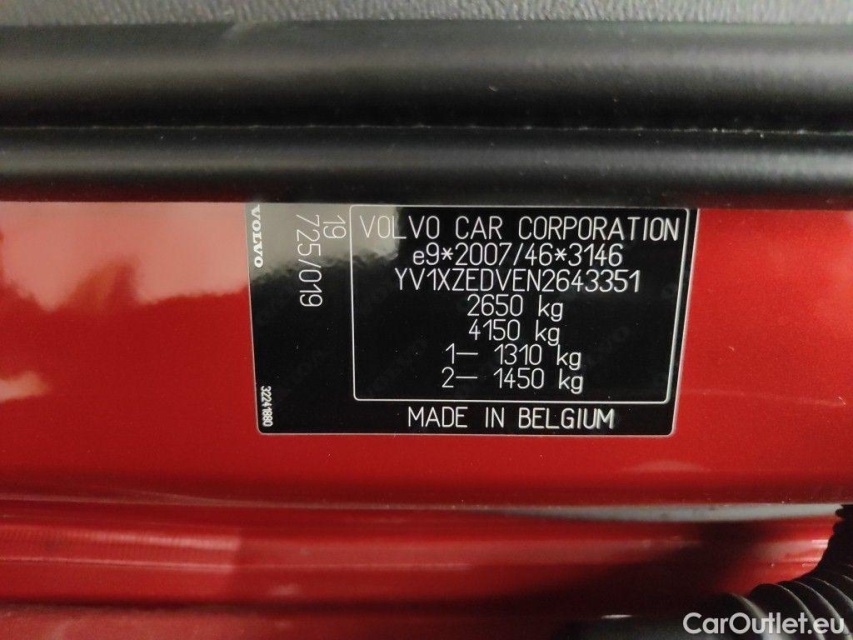 VOLVO
19
725/019
32241980
VOLVO CAR CORPORATION
e9*2007/46*3146
YV1XZEDVEN2643351
2650 kg
4150 kg
1– 1310 kg
2– 1450 kg
MADE IN BELGIUM
CarOutlet.eu